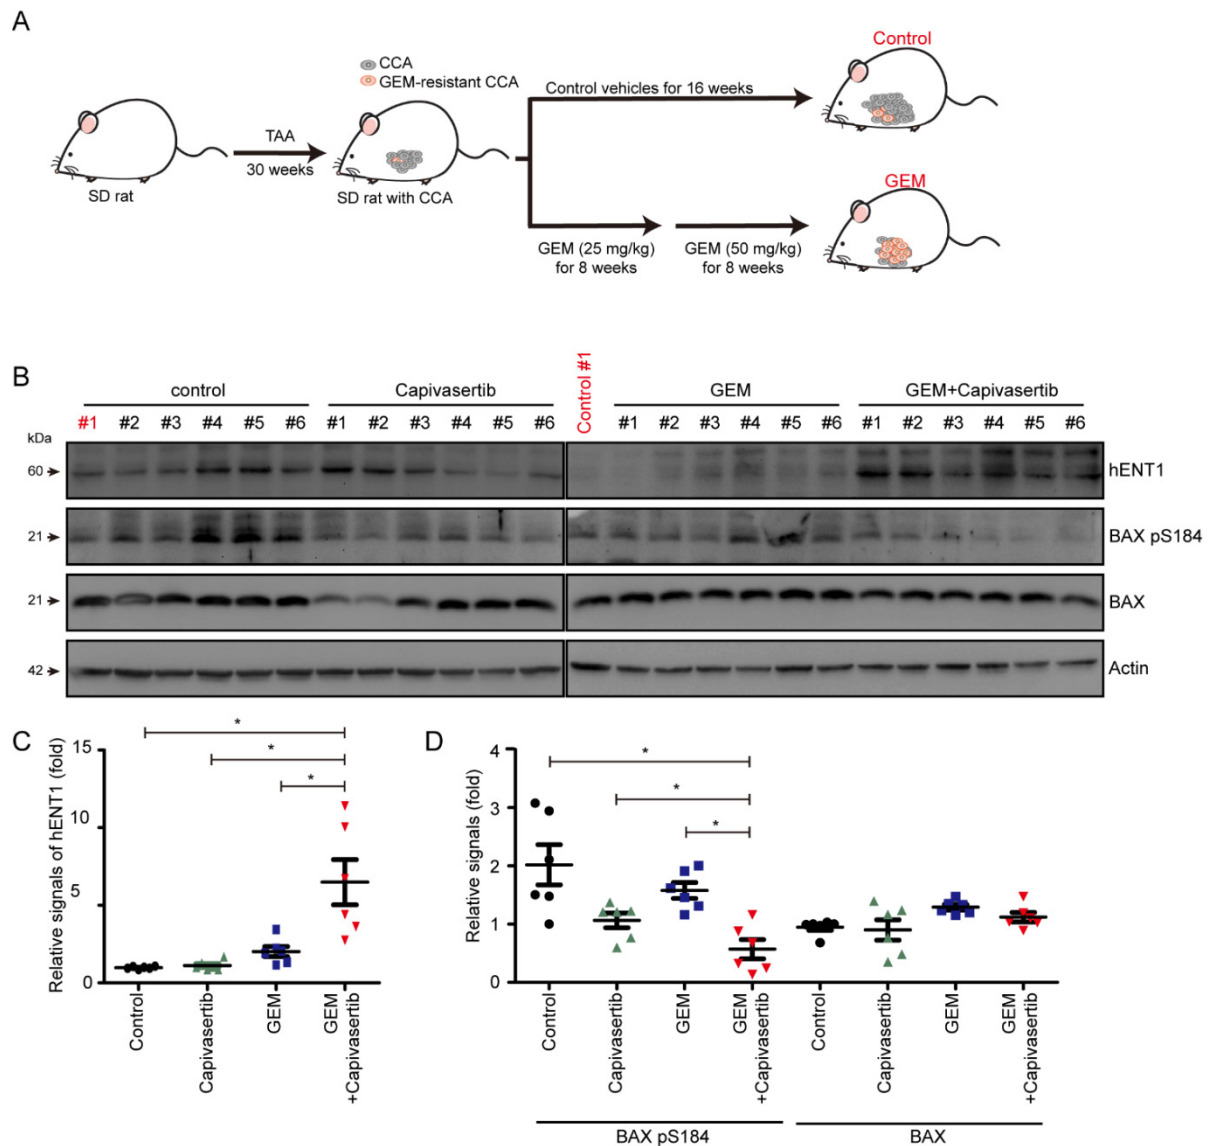 A
CCA
GEM-resistant CCA
TAA
30 weeks
SD rat
SD rat with CCA
Control vehicles for 16 weeks
Control
GEM
GEM (25 mg/kg)
for 8 weeks
GEM (50 mg/kg)
for 8 weeks
B
control
Capivasertib
Control #1
GEM
GEM+Capivasertib
#1 #2 #3 #4 #5 #6 #1 #2 #3 #4 #5 #6 #1 #2 #3 #4 #5 #6 #1 #2 #3 #4 #5 #6
kDa
60 hENT1
21 BAX pS184
21 BAX
42 Actin
C
Relative signals of hENT1 (fold)
15
10
5
0
* 
*
*
Control
Capivasertib
GEM
GEM
+Capivasertib
D
Relative signals (fold)
4
3
2
1
0
*
*
*
Control
Capivasertib
GEM
GEM
+Capivasertib
Control
Capivasertib
GEM
GEM
+Capivasertib
BAX pS184
BAX